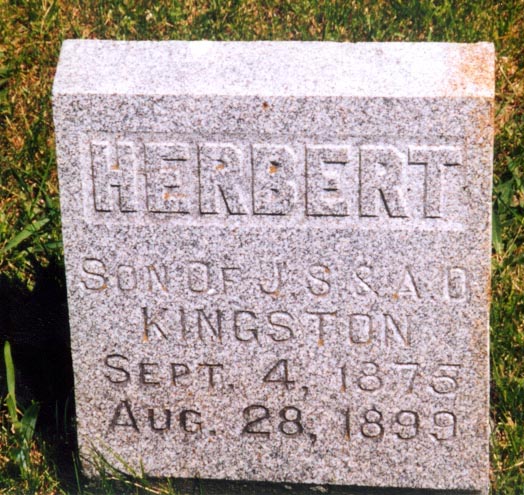 HERBERT
SON OF J. S. & A. D.
KINGSTON
SEPT. 4, 1875
AUG. 28, 1899